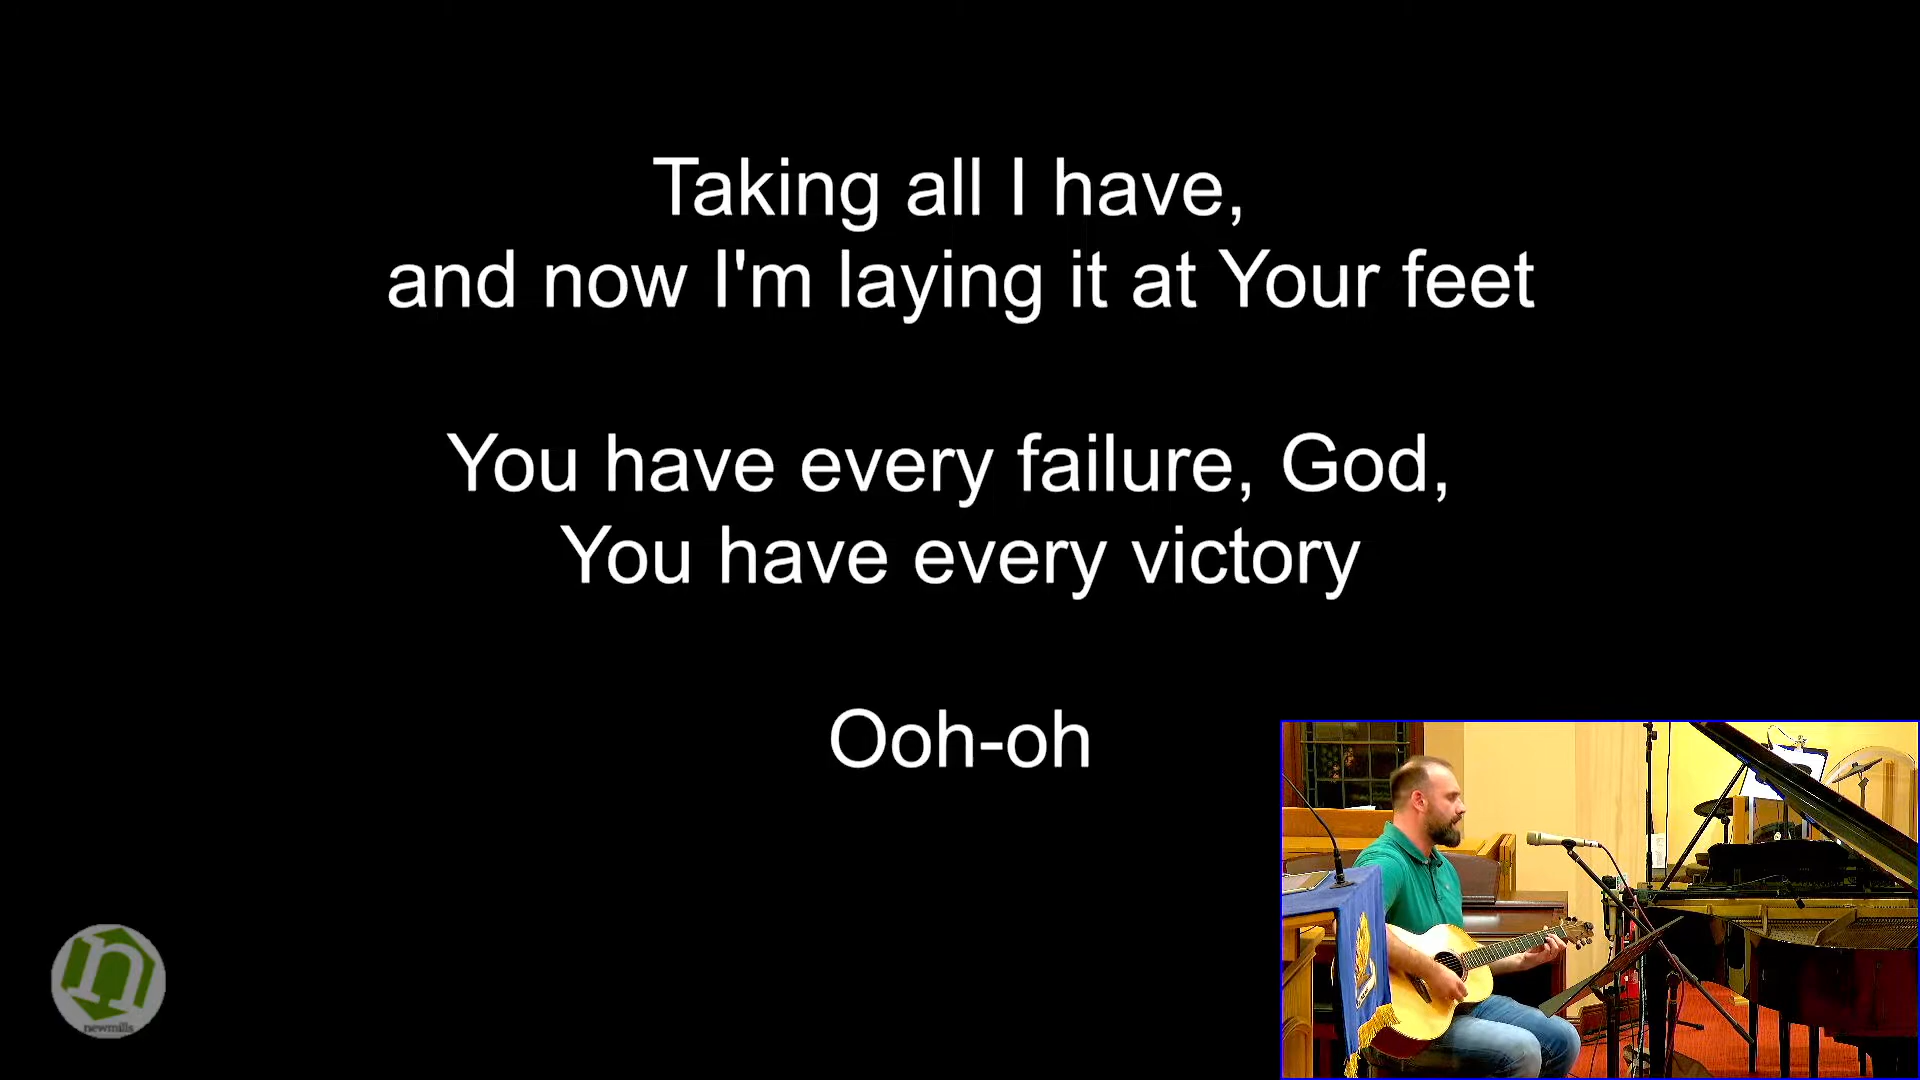 Taking all I have,
and now I'm laying it at Your feet
You have every failure, God,
You have every victory
Ooh-oh
newmills